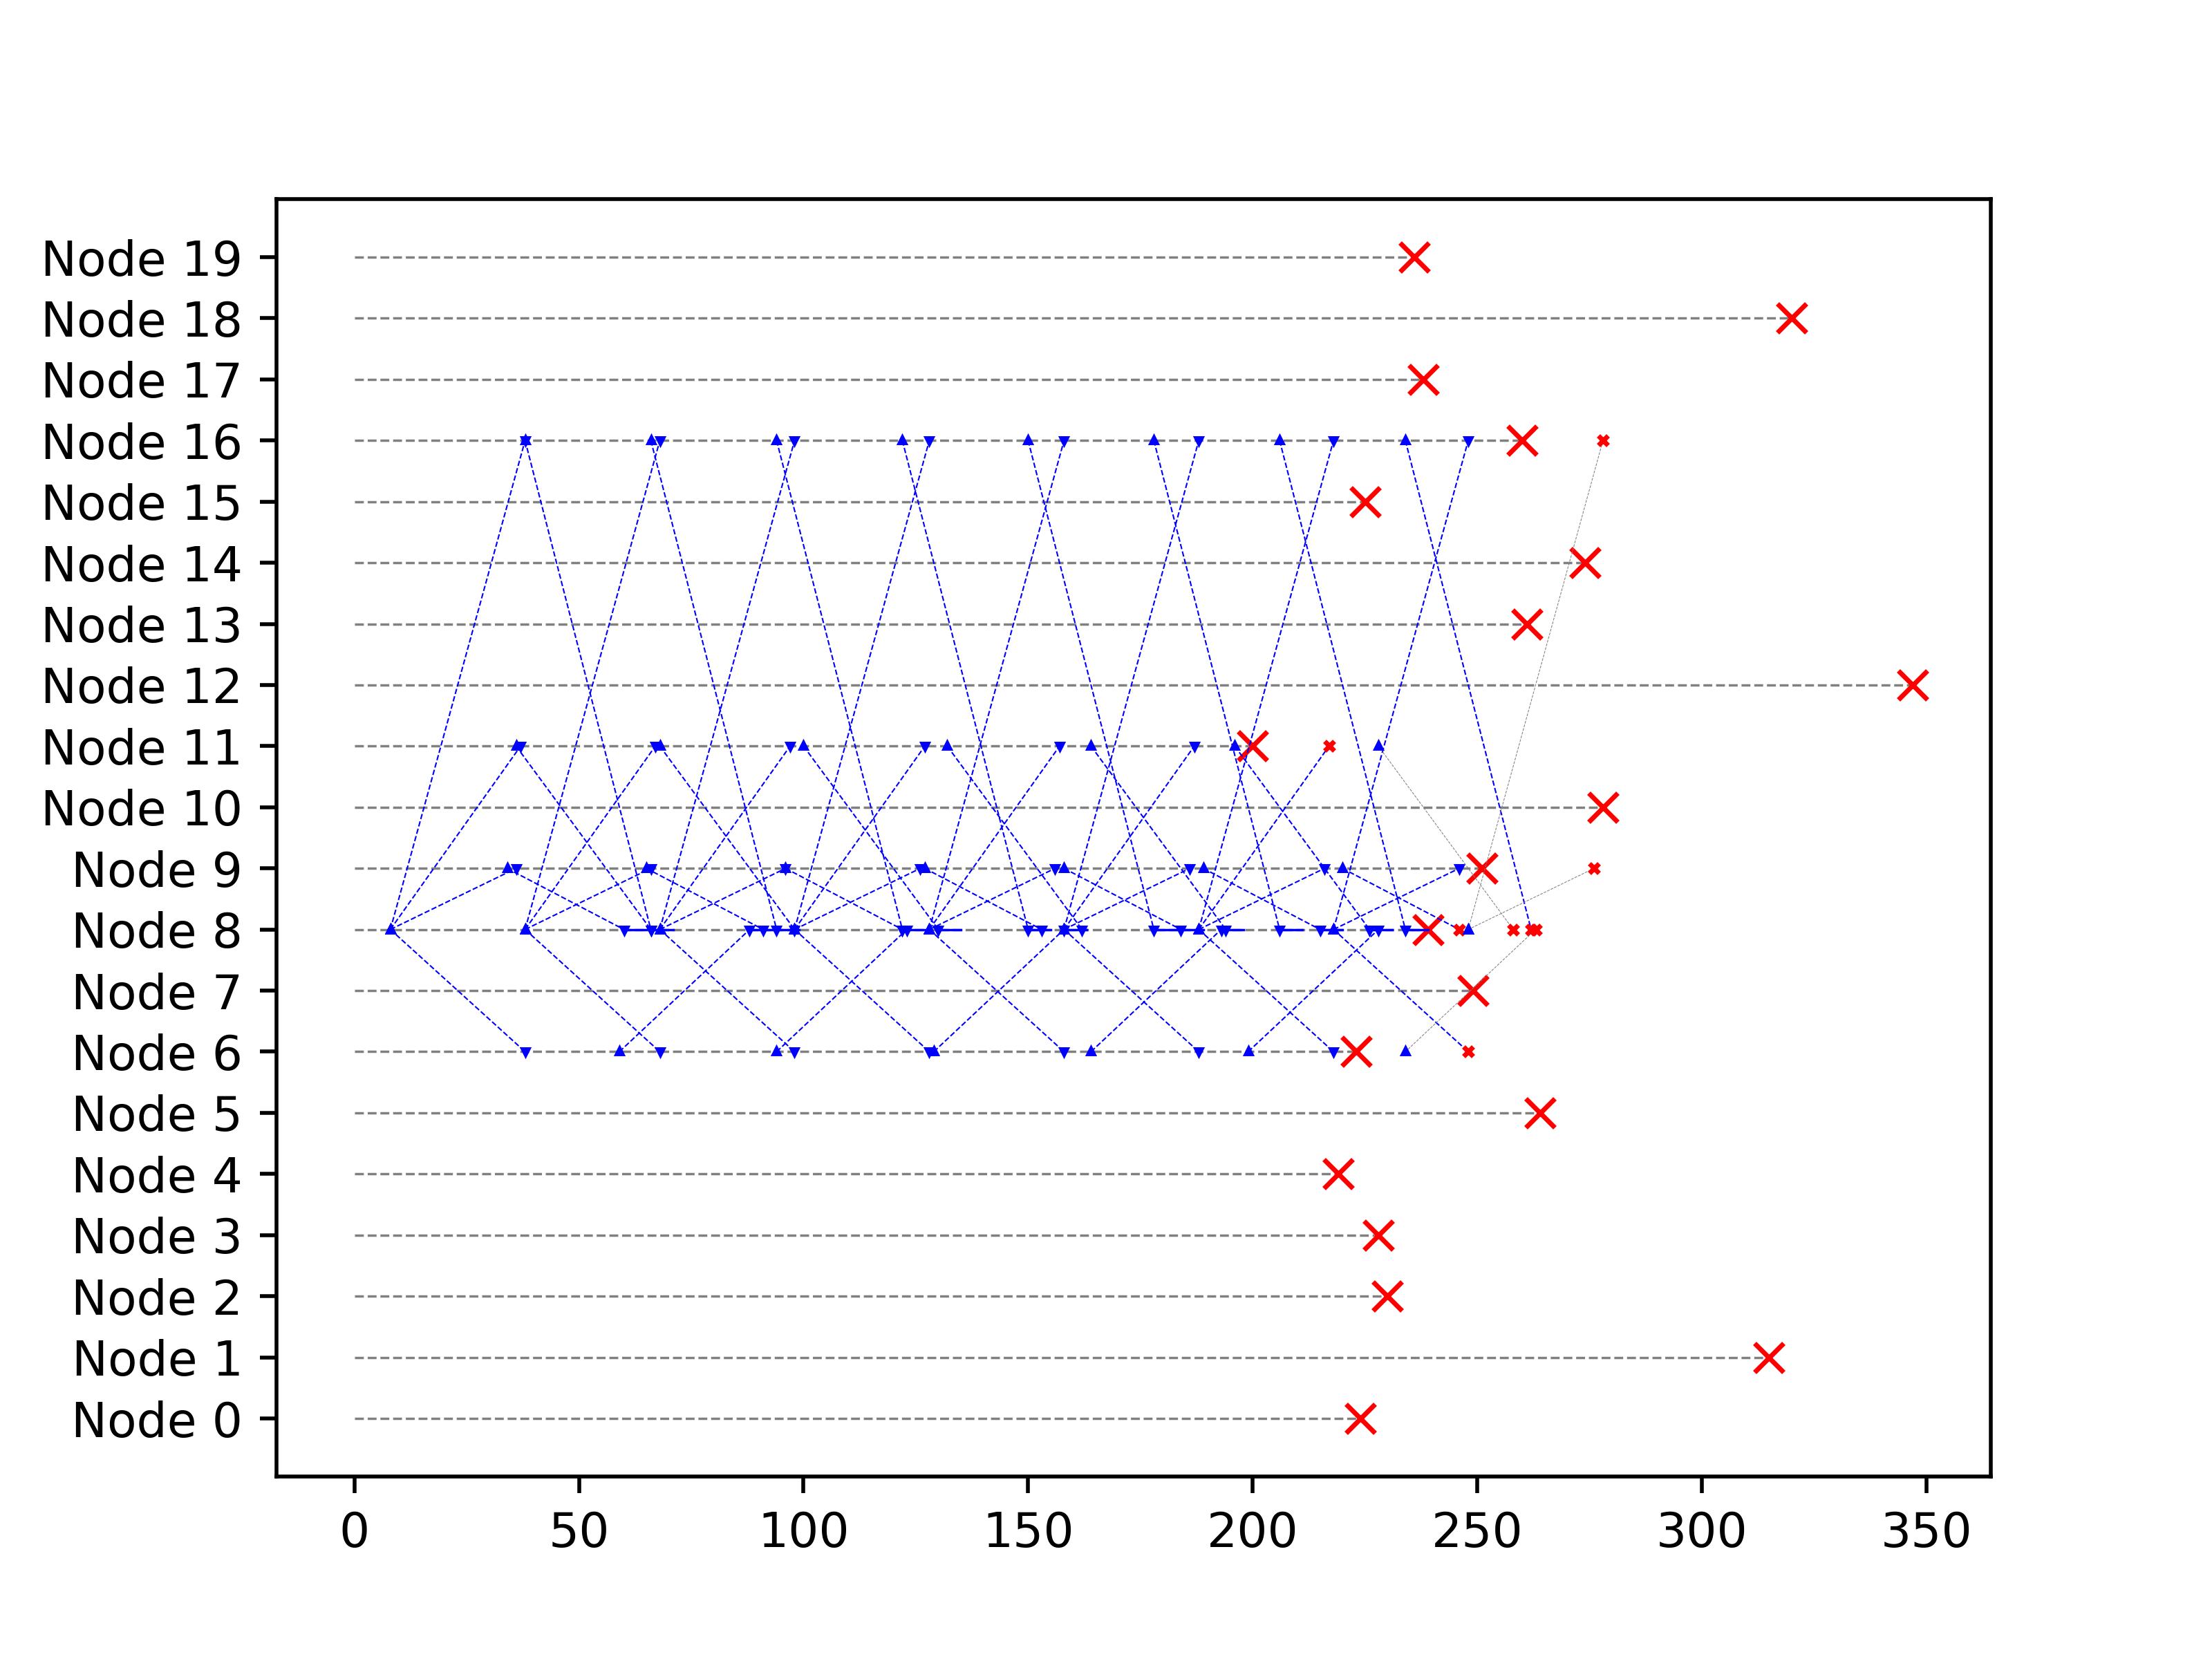 Node 19
Node 18
Node 17
Node 16
Node 15
Node 14
Node 13
Node 12
Node 11
Node 10
Node 9
Node 8
Node 7
Node 6
Node 5
Node 4
Node 3
Node 2
Node 1
Node 0
0 50 100 150 200 250 300 350